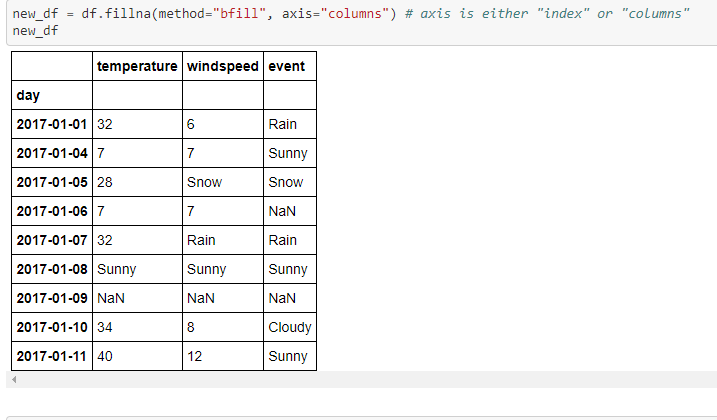 new_df = df.fillna(method="bfill", axis="columns") # axis is either "index" or "columns"
new_df
temperature windspeed event
day
2017-01-01 32 6 Rain
2017-01-04 7 7 Sunny
2017-01-05 28 Snow Snow
2017-01-06 7 7 NaN
2017-01-07 32 Rain Rain
2017-01-08 Sunny Sunny Sunny
2017-01-09 NaN NaN NaN
2017-01-10 34 8 Cloudy
2017-01-11 40 12 Sunny